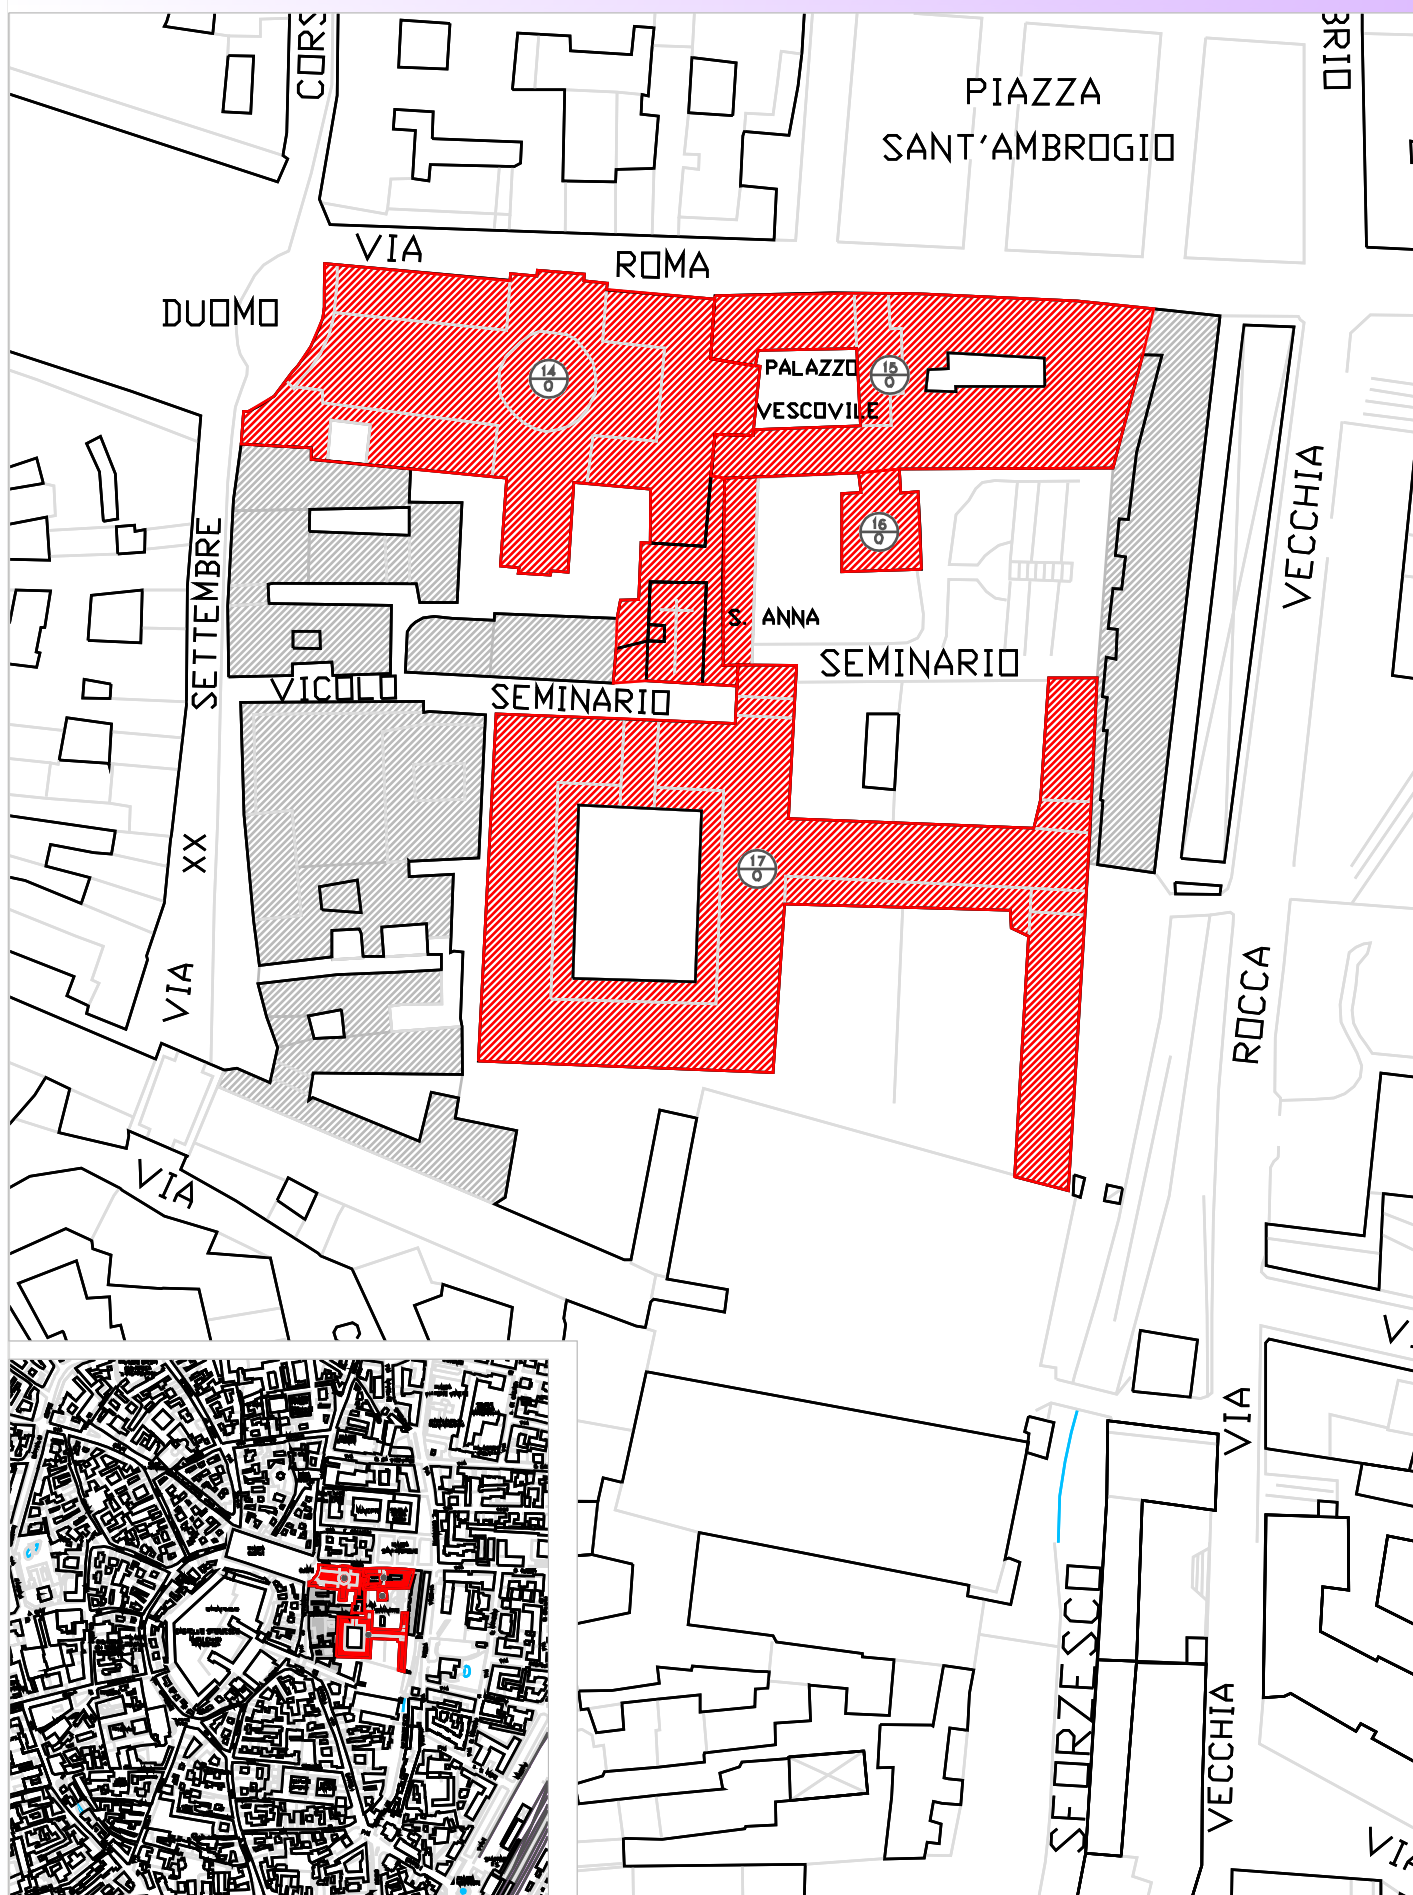 CORS
BRIO
PIAZZA
SANT'AMBROGIO
VIA
ROMA
DUOMO
14
0
PALAZZO
15
0
VESCOVILE
VECCHIA
16
0
SETTEMBRE
S. ANNA
SEMINARIO
VICOLO
SEMINARIO
XX
17
0
VIA
ROCCA
VIA
VIA
SFORZESCO
VECCHIA
VIA